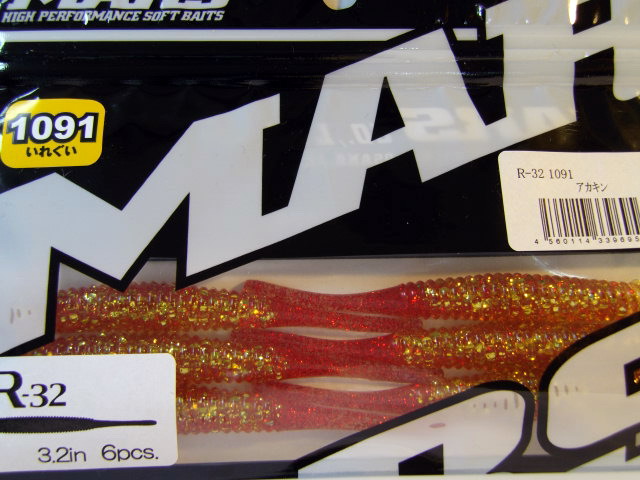 HIGH PERFORMANCE SOFT BAITS
MAR
1091
いれぐい
R-32 1091
アカキン
4 560114 339695
R-32
3.2in 6pcs.